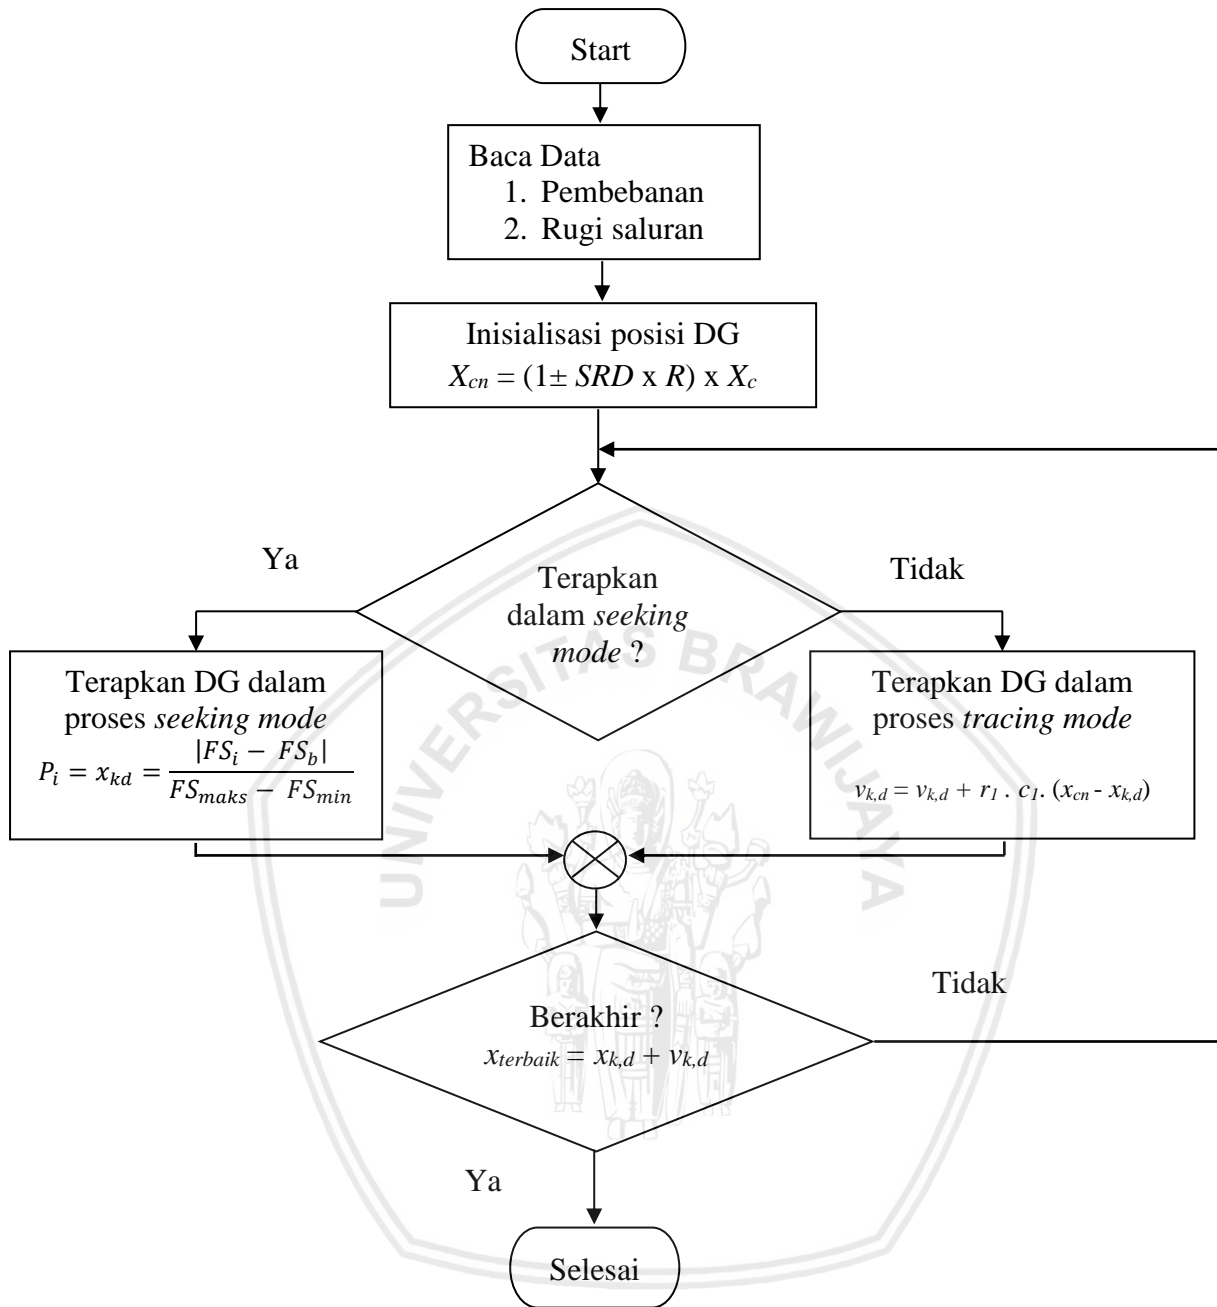 Start
Baca Data
1. Pembebanan
2. Rugi saluran
Inisialisasi posisi DG
X_cn = (1± SRD x R) x X_c
Ya
Tidak
Terapkan
dalam seeking
mode ?
Terapkan DG dalam
proses seeking mode
P_i = x_kd = |FS_i − FS_b| / FS_maks − FS_min
Terapkan DG dalam
proses tracing mode
v_k,d = v_k,d + r_1 . c_1. (x_cn - x_k,d)
UNIVERSITAS BRAWIJAYA
Tidak
Berakhir ?
x_terbaik = x_k,d + v_k,d
Ya
Selesai